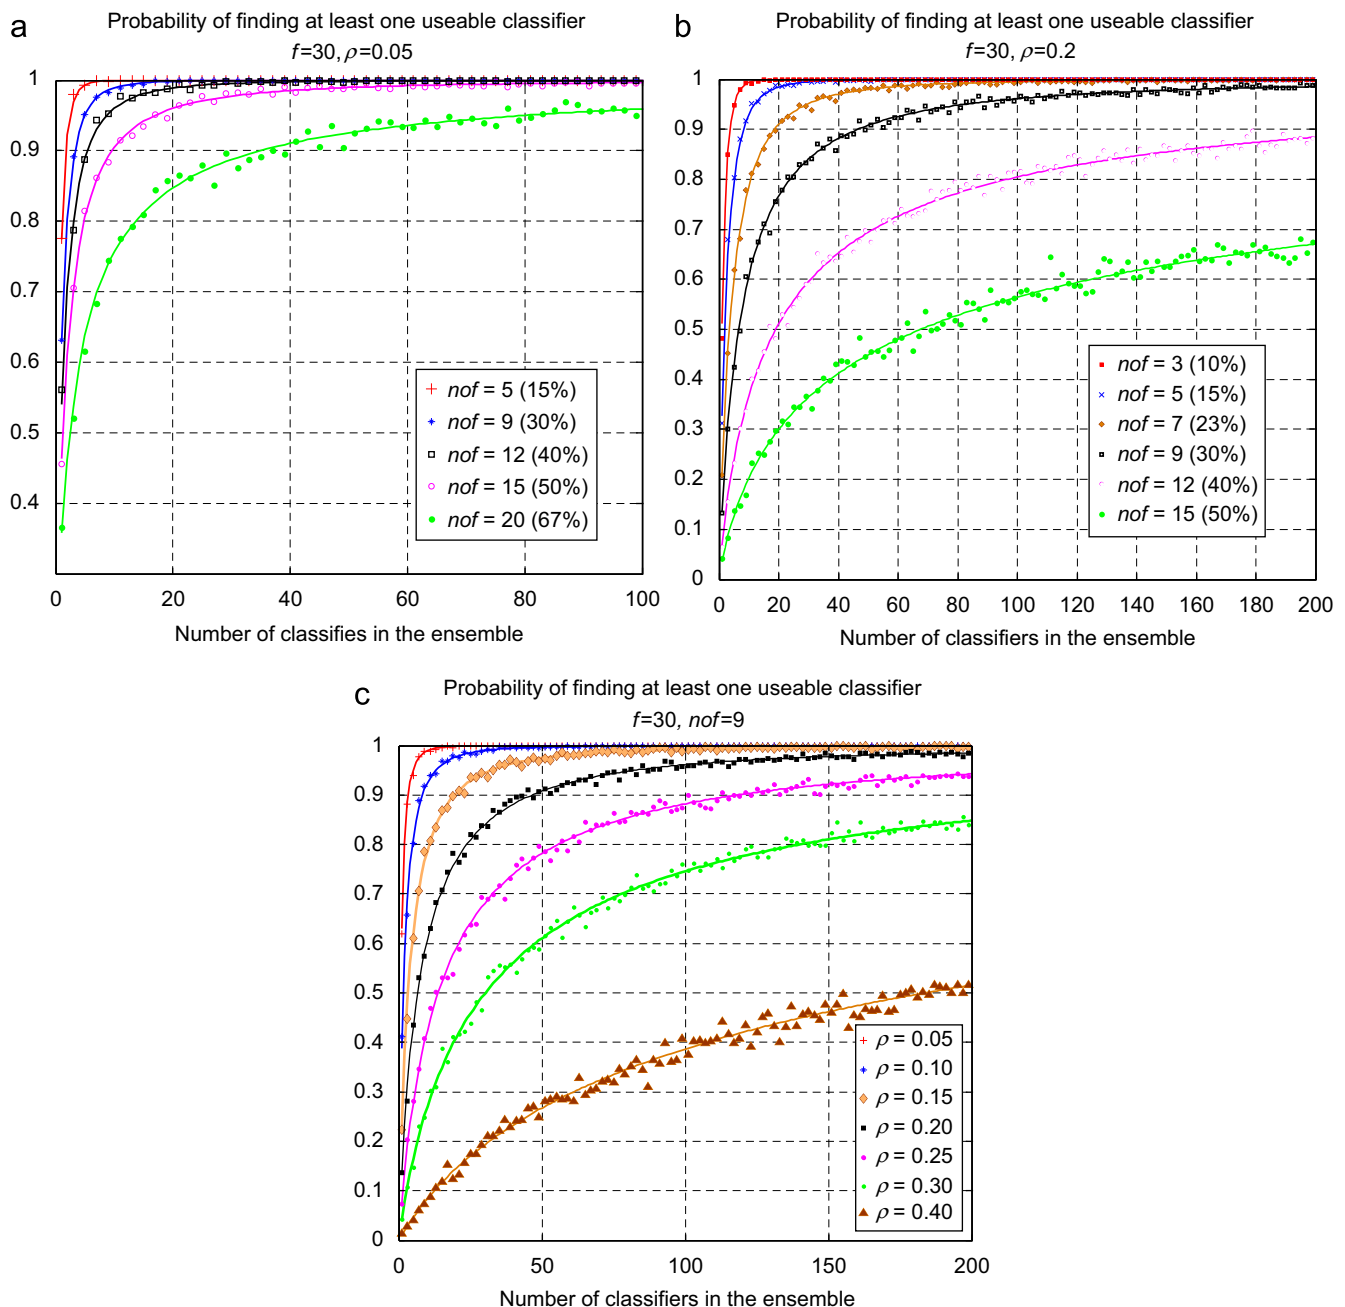 a
Probability of finding at least one useable classifier
f=30, ρ=0.05
1
0.9
0.8
0.7
0.6
0.5
0.4
nof = 5 (15%)
nof = 9 (30%)
nof = 12 (40%)
nof = 15 (50%)
nof = 20 (67%)
0 20 40 60 80 100
Number of classifies in the ensemble
b
Probability of finding at least one useable classifier
f=30, ρ=0.2
1
0.9
0.8
0.7
0.6
0.5
0.4
0.3
0.2
0.1
0
nof = 3 (10%)
nof = 5 (15%)
nof = 7 (23%)
nof = 9 (30%)
nof = 12 (40%)
nof = 15 (50%)
0 20 40 60 80 100 120 140 160 180 200
Number of classifiers in the ensemble
c
Probability of finding at least one useable classifier
f=30, nof=9
1
0.9
0.8
0.7
0.6
0.5
0.4
0.3
0.2
0.1
0
ρ = 0.05
ρ = 0.10
ρ = 0.15
ρ = 0.20
ρ = 0.25
ρ = 0.30
ρ = 0.40
0 50 100 150 200
Number of classifiers in the ensemble